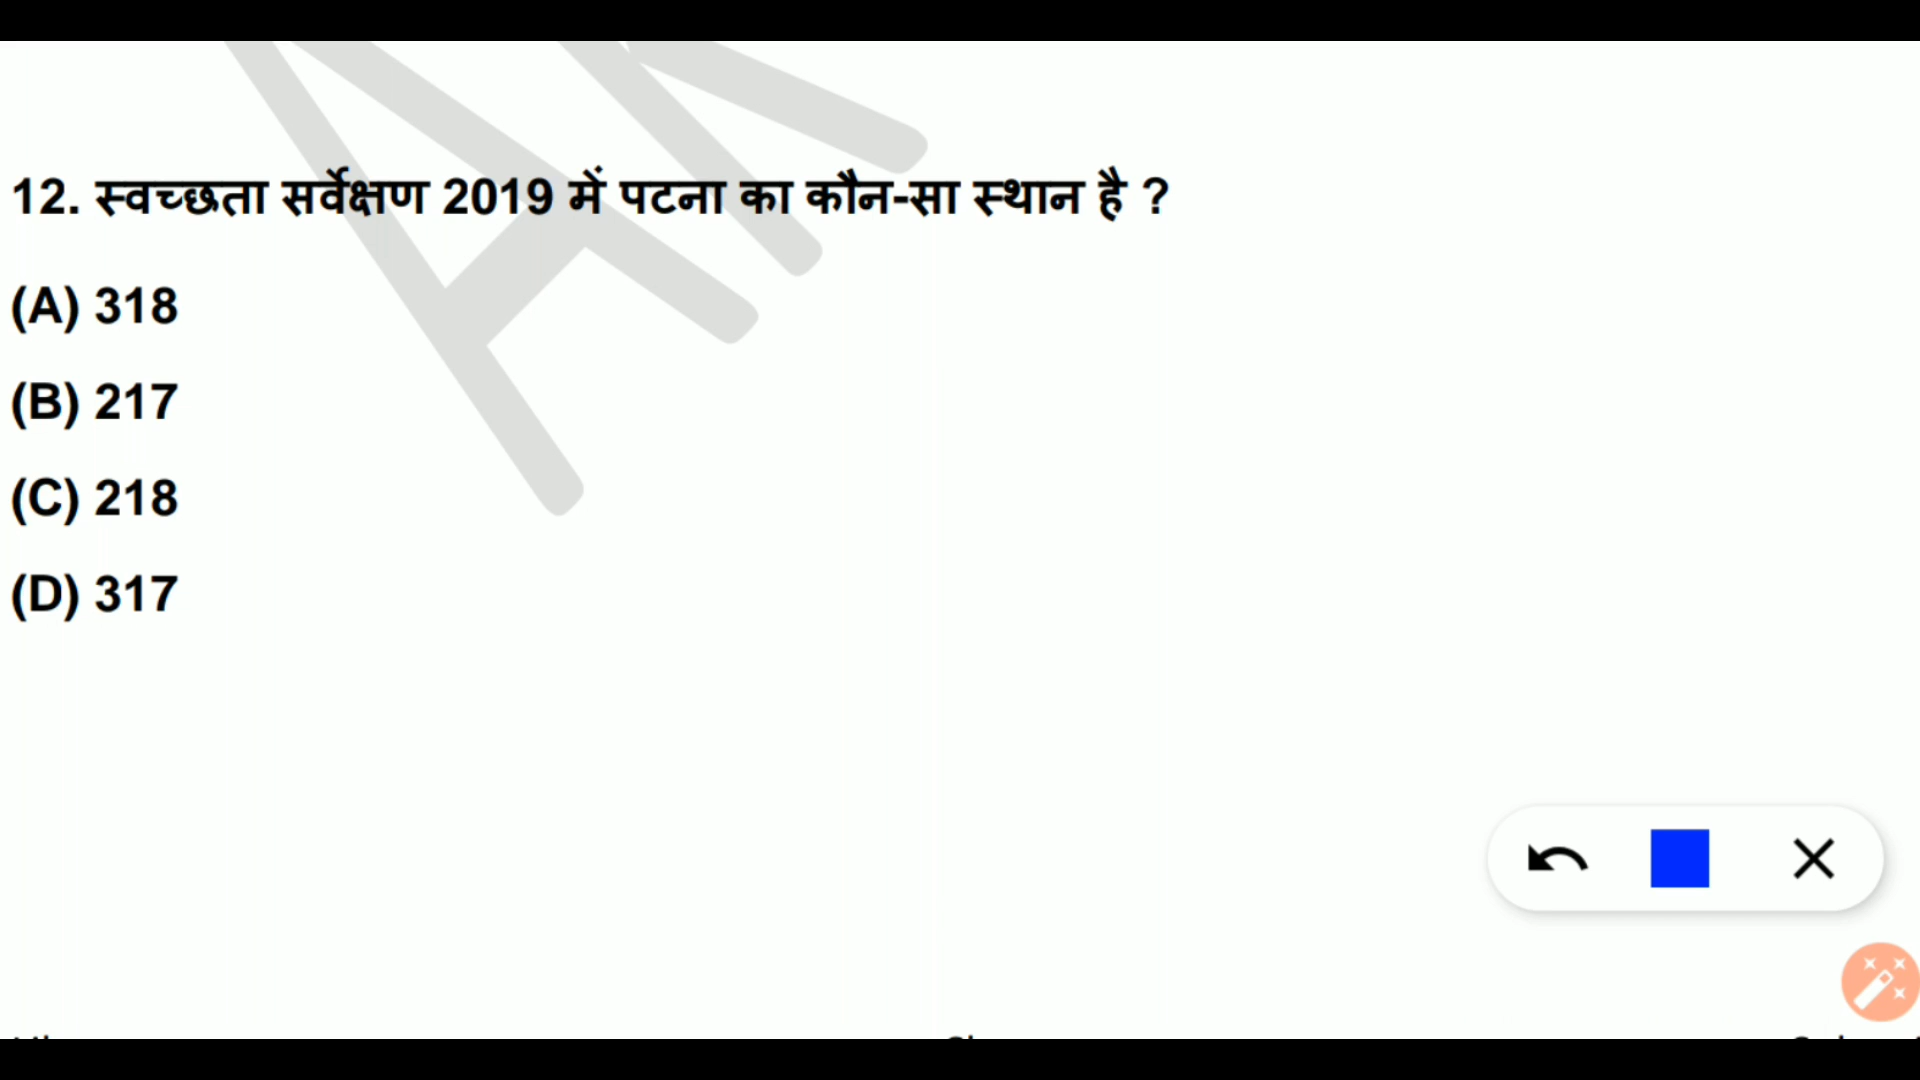 12. स्वच्छता सर्वेक्षण 2019 में पटना का कौन-सा स्थान है ?
(A) 318
(B) 217
(C) 218
(D) 317